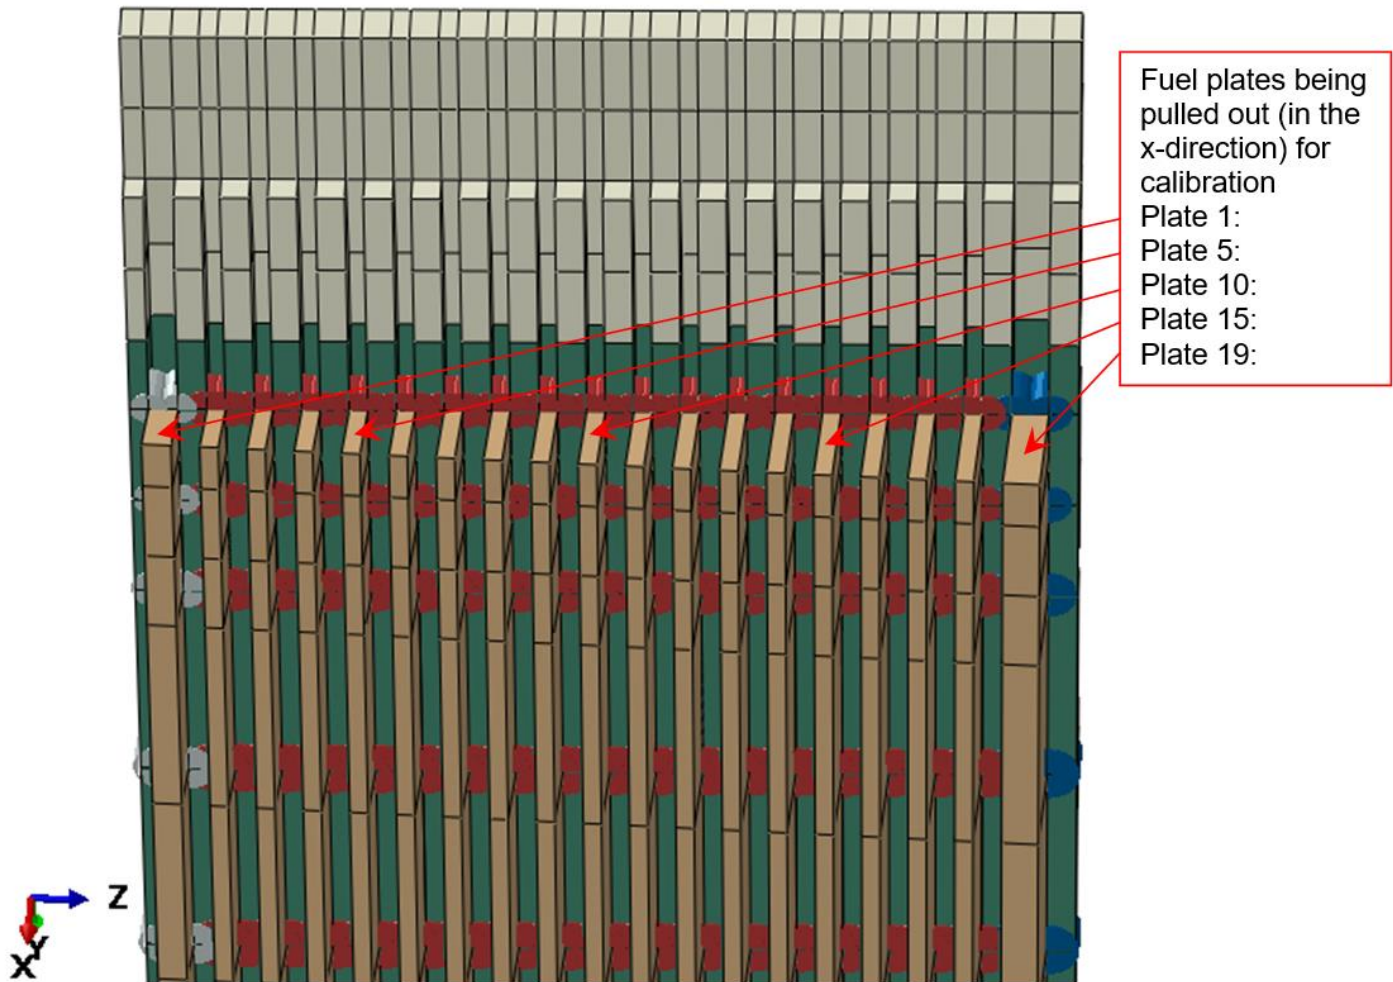 Fuel plates being
pulled out (in the
x-direction) for
calibration
Plate 1:
Plate 5:
Plate 10:
Plate 15:
Plate 19:
Z
Y
X